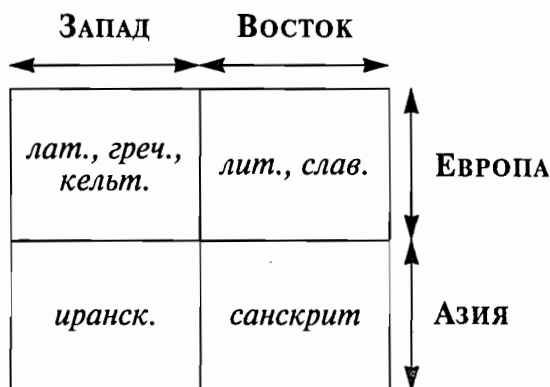 Запад Восток
лат., греч.,
кельт.
лит., слав.
Европа
иранск.
санскрит
Азия